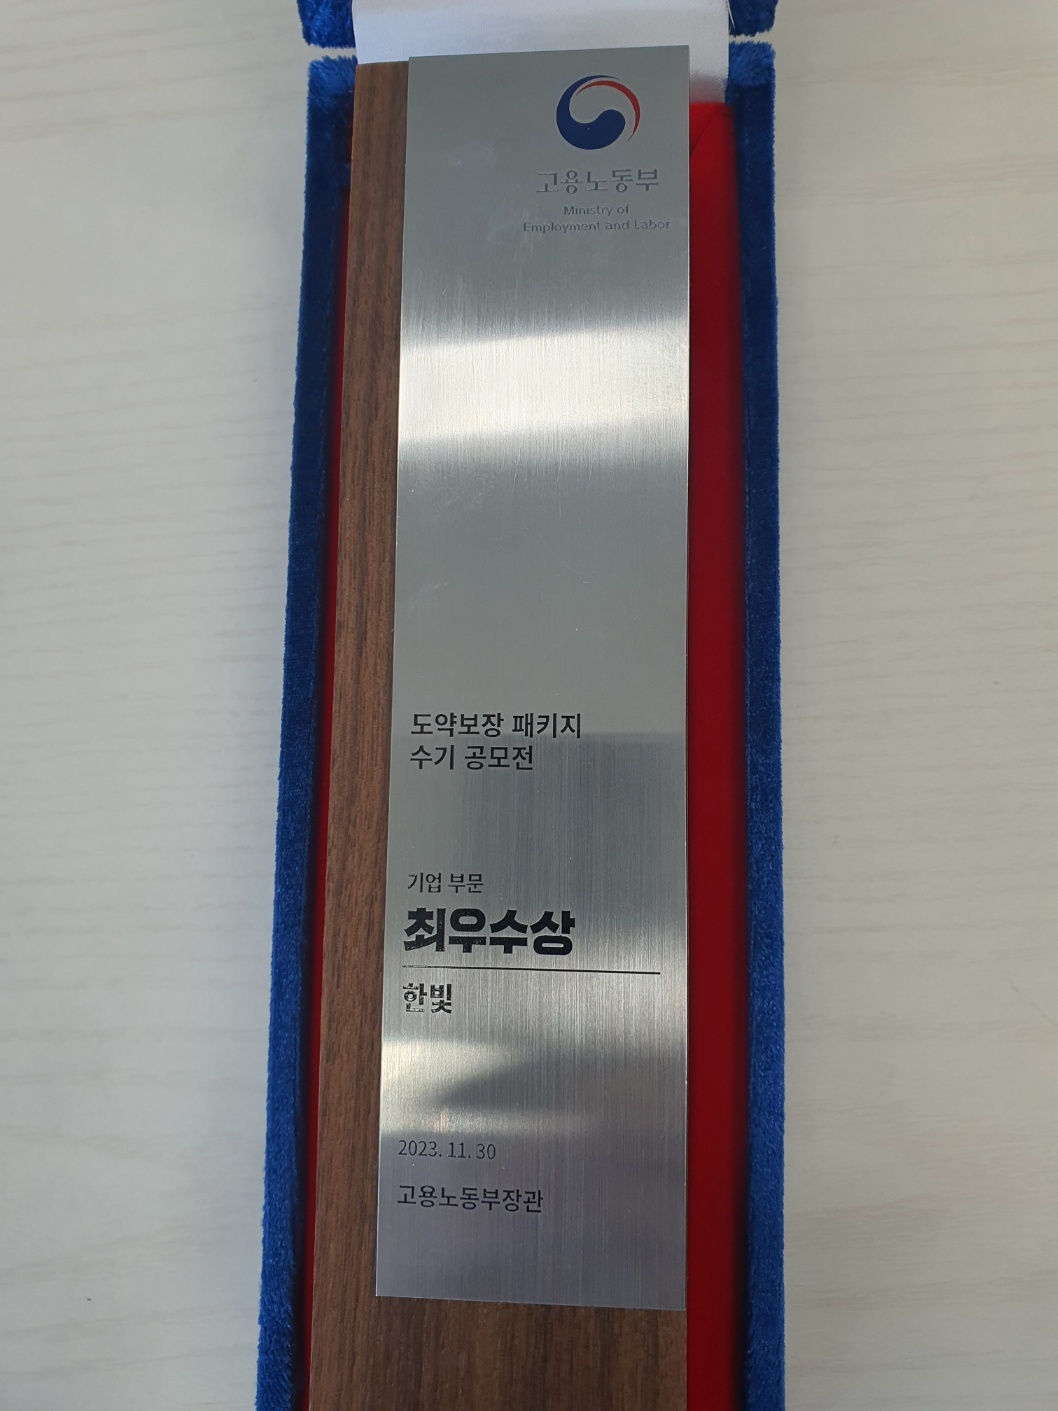 고용노동부
Ministry of
Employment and Labor
도약보장 패키지
수기 공모전
기업 부문
최우수상
한빛
2023. 11. 30
고용노동부장관